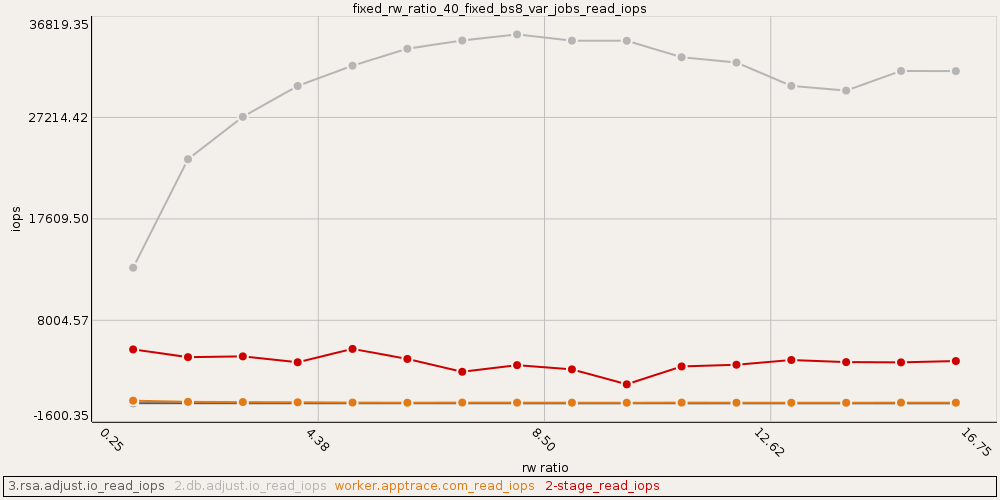 fixed_rw_ratio_40_fixed_bs8_var_jobs_read_iops
36819.35
27214.42
17609.50
8004.57
-1600.35
iops
0.25 4.38 8.50 12.62 16.75
rw ratio
3.rsa.adjust.io_read_iops 2.db.adjust.io_read_iops worker.apptrace.com_read_iops 2-stage_read_iops